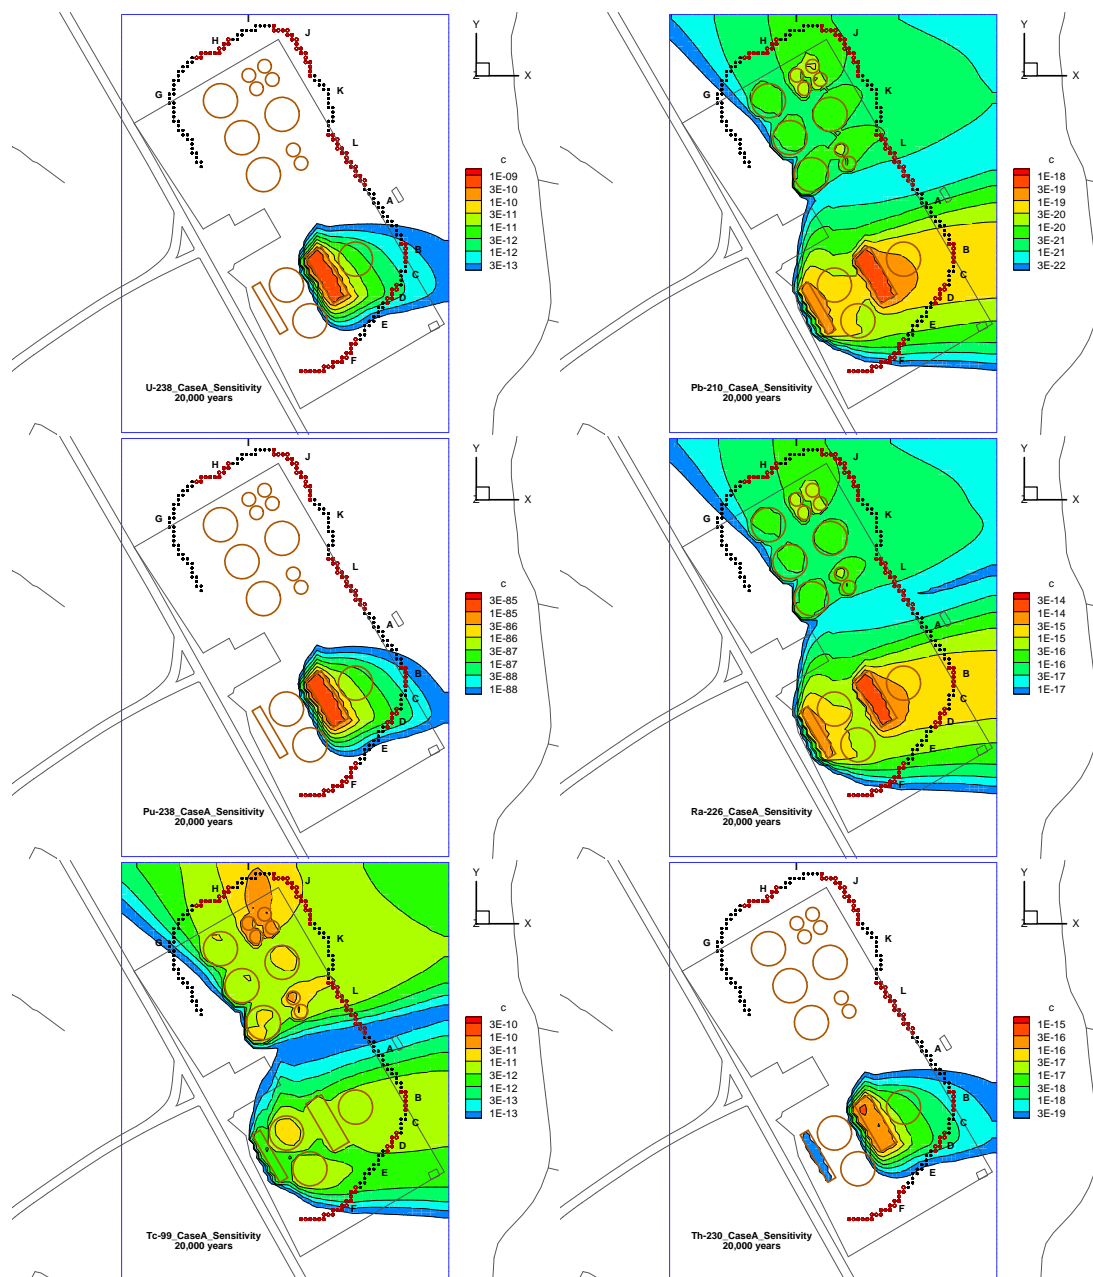 H
I
J
G
K
L
A
B
C
D
E
F
U-238_CaseA_Sensitivity
20,000 years
Y
X
Z
C
1E-09
3E-10
1E-10
3E-11
1E-11
3E-12
1E-12
3E-13
H
I
J
G
K
L
A
B
C
D
E
F
Pb-210_CaseA_Sensitivity
20,000 years
Y
X
Z
C
1E-18
3E-19
1E-19
3E-20
1E-20
3E-21
1E-21
3E-22
H
I
J
G
K
L
A
B
C
D
E
F
Pu-238_CaseA_Sensitivity
20,000 years
Y
X
Z
C
3E-85
1E-85
3E-86
1E-86
3E-87
1E-87
3E-88
1E-88
H
I
J
G
K
L
A
B
C
D
E
F
Ra-226_CaseA_Sensitivity
20,000 years
Y
X
Z
C
3E-14
1E-14
3E-15
1E-15
3E-16
1E-16
3E-17
1E-17
H
I
J
G
K
L
A
B
C
D
E
F
Tc-99_CaseA_Sensitivity
20,000 years
Y
X
Z
C
3E-10
1E-10
3E-11
1E-11
3E-12
1E-12
3E-13
1E-13
H
I
J
G
K
L
A
B
C
D
E
F
Th-230_CaseA_Sensitivity
20,000 years
Y
X
Z
C
1E-15
3E-16
1E-16
3E-17
1E-17
3E-18
1E-18
3E-19